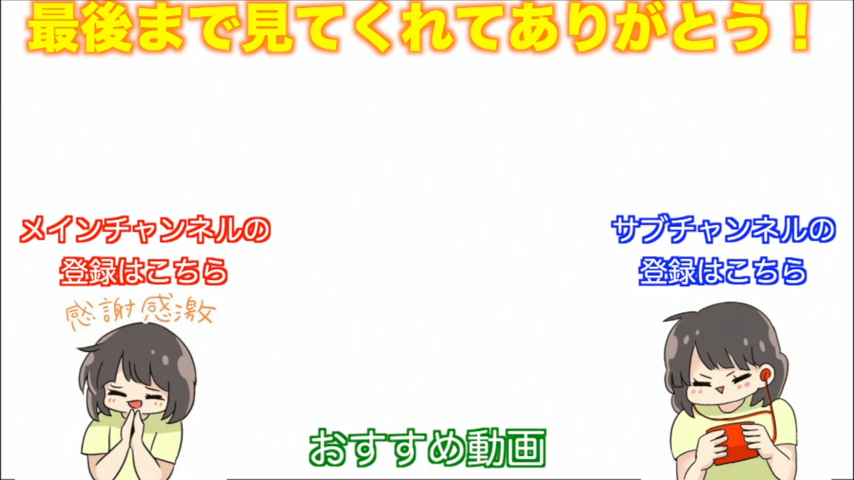 最後まで見てくれてありがとう！
メインチャンネルの
登録はこちら
感謝感激
サブチャンネルの
登録はこちら
おすすめ動画